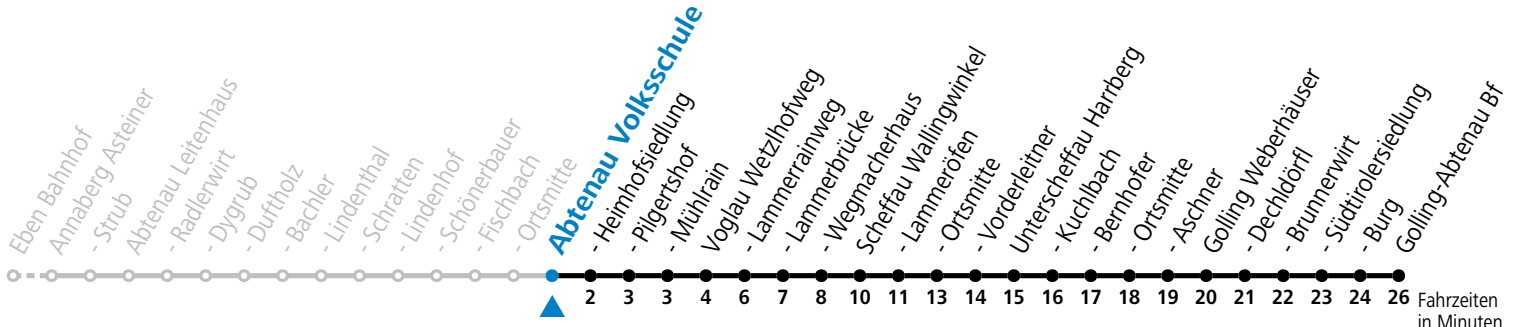 Eben Bahnhof
Annaberg Asteiner
- Strub
Abtenau Leitenhaus
- Radlerwirt
- Dygrub
- Duftholz
- Bachler
- Lindenthal
- Schratten
- Lindenhof
- Schönerbauer
- Fischbach
- Ortsmitte
Abtenau Volksschule
- Heimhofsiedlung
- Pilgertshof
- Mühlrain
Voglau Wetzlhofweg
- Lammerrainweg
- Lammerbrücke
- Wegmacherhaus
Scheffau Wallingwinkel
- Lammeröfen
- Ortsmitte
- Vorderleitner
Unterscheffau Harrberg
- Kuchlbach
- Bernhofer
- Ortsmitte
- Aschner
Golling Weberhäuser
- Dechldörfl
- Brunnerwirt
- Südtirolersiedlung
- Burg
Golling-Abtenau Bf
2 3 3 4 6 7 8 10 11 13 14 15 16 17 18 19 20 21 22 23 24 26 Fahrzeiten
in Minuten